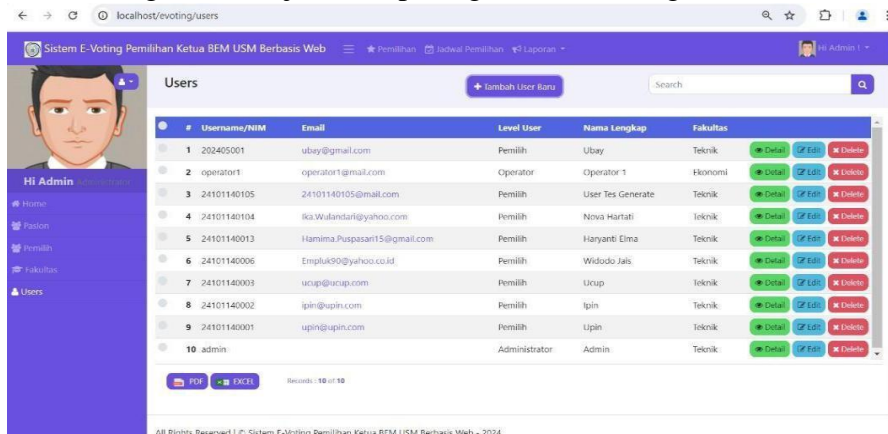 localhost/evoting/users
Sistem E-Voting Pemilihan Ketua BEM USM Berbasis Web Pemilihan Jadwal Pemilihan Laporan Hi Admin !
Users + Tambah User Baru Search
# Username/NIM Email Level User Nama Lengkap Fakultas
1 202405001 ubay@gmail.com Pemilih Ubay Teknik Detail Edit Delete
2 operator1 operator1@mail.com Operator Operator 1 Ekonomi Detail Edit Delete
3 24101140105 24101140105@mail.com Pemilih User Tes Generate Teknik Detail Edit Delete
4 24101140104 Ika.Wulandari@yahoo.com Pemilih Nova Hartati Teknik Detail Edit Delete
5 24101140013 Hamima.Puspasari15@gmail.com Pemilih Haryanti Elma Teknik Detail Edit Delete
6 24101140006 Empluk90@yahoo.co.id Pemilih Widodo Jais Teknik Detail Edit Delete
7 24101140003 ucup@ucup.com Pemilih Ucup Teknik Detail Edit Delete
8 24101140002 ipin@upin.com Pemilih Ipin Teknik Detail Edit Delete
9 24101140001 upin@upin.com Pemilih Upin Teknik Detail Edit Delete
10 admin Administrator Admin Teknik Detail Edit Delete
Hi Admin Administrator
Home
Paslon
Pemilih
Fakultas
Users
PDF EXCEL Records : 10 of 10
All Rights Reserved | © Sistem E-Voting Pemilihan Ketua BEM USM Berbasis Web - 2024